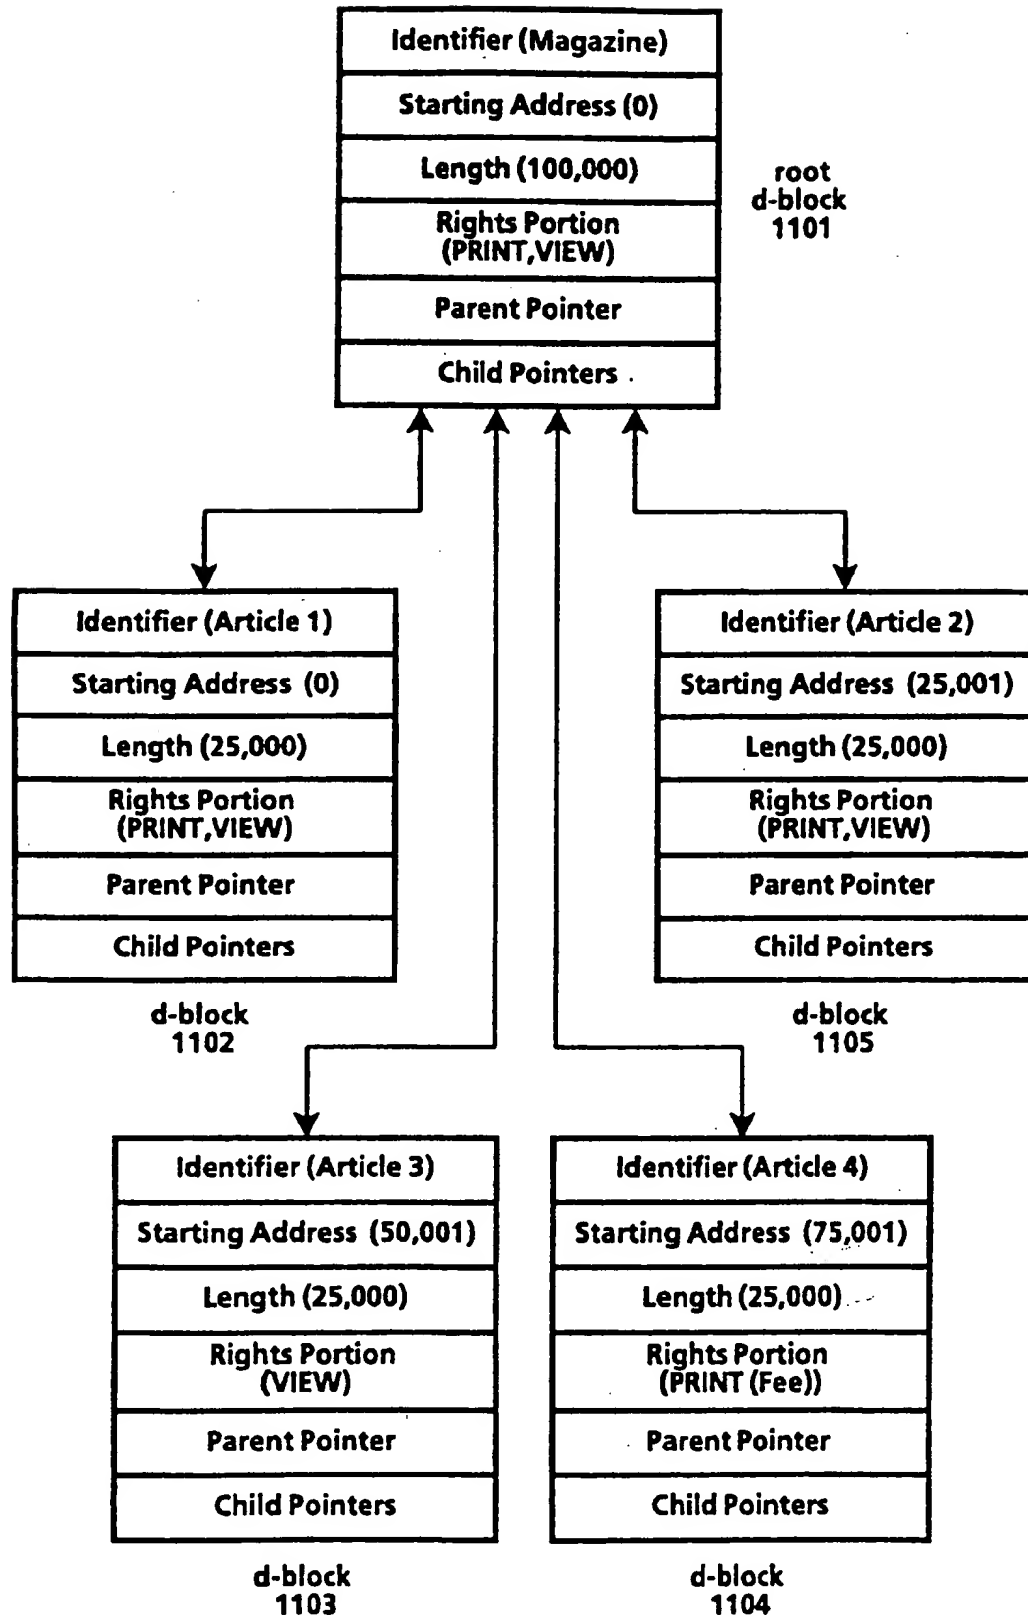 Identifier (Magazine)
Starting Address (0)
Length (100,000)
Rights Portion
(PRINT,VIEW)
Parent Pointer
Child Pointers
root
d-block
1101
Identifier (Article 1)
Starting Address (0)
Length (25,000)
Rights Portion
(PRINT,VIEW)
Parent Pointer
Child Pointers
d-block
1102
Identifier (Article 2)
Starting Address (25,001)
Length (25,000)
Rights Portion
(PRINT,VIEW)
Parent Pointer
Child Pointers
d-block
1105
Identifier (Article 3)
Starting Address (50,001)
Length (25,000)
Rights Portion
(VIEW)
Parent Pointer
Child Pointers
d-block
1103
Identifier (Article 4)
Starting Address (75,001)
Length (25,000)
Rights Portion
(PRINT (Fee))
Parent Pointer
Child Pointers
d-block
1104